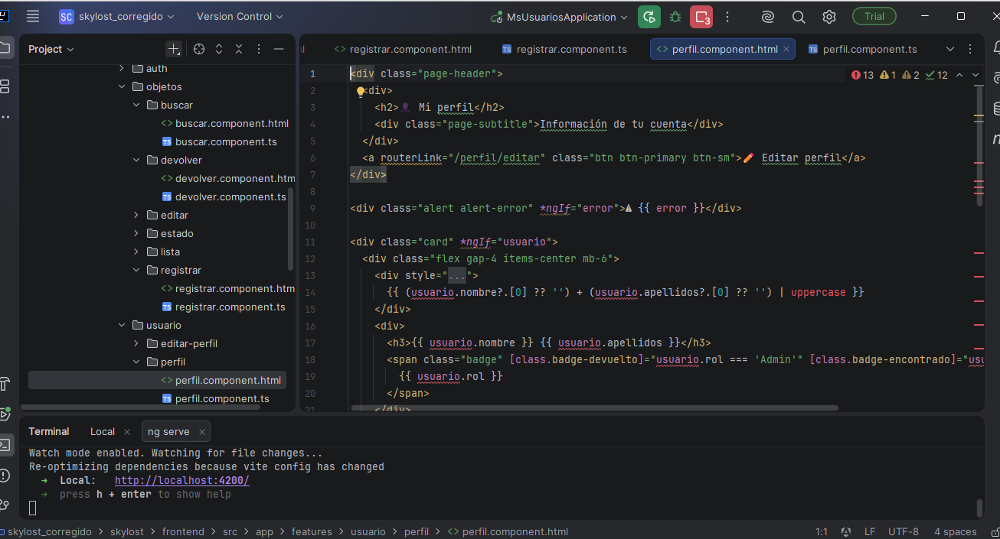 SC skylost_corregido Version Control MsUsuariosApplication 3 Trial
Project
auth
objetos
buscar
buscar.component.html
TS buscar.component.ts
devolver
devolver.component.htm
TS devolver.component.ts
editar
estado
lista
registrar
registrar.component.htm
TS registrar.component.ts
usuario
editar-perfil
perfil
<> perfil.component.html
TS perfil.component.ts
<> registrar.component.html TS registrar.component.ts <> perfil.component.html TS perfil.component.ts
13 1 2 12
1 <div class="page-header">
2 <div>
3 <h2>👤 Mi perfil</h2>
4 <div class="page-subtitle">Información de tu cuenta</div>
5 </div>
6 <a routerLink="/perfil/editar" class="btn btn-primary btn-sm">✏️ Editar perfil</a>
7 </div>
8
9 <div class="alert alert-error" *ngIf="error">⚠ {{ error }}</div>
10
11 <div class="card" *ngIf="usuario">
12 <div class="flex gap-4 items-center mb-6">
13 <div style="...">
14 {{ (usuario.nombre?.[0] ?? '') + (usuario.apellidos?.[0] ?? '') | uppercase }}
15 </div>
16 <div>
17 <h3>{{ usuario.nombre }} {{ usuario.apellidos }}</h3>
18 <span class="badge" [class.badge-devuelto]="usuario.rol === 'Admin'" [class.badge-encontrado]="usu
19 {{ usuario.rol }}
20 </span>
21 </div>
Terminal Local × ng serve ×
Watch mode enabled. Watching for file changes...
Re-optimizing dependencies because vite config has changed
➜ Local: http://localhost:4200/
➜ press h + enter to show help
skylost_corregido > skylost > frontend > src > app > features > usuario > perfil > <> perfil.component.html 1:1 LF UTF-8 4 spaces